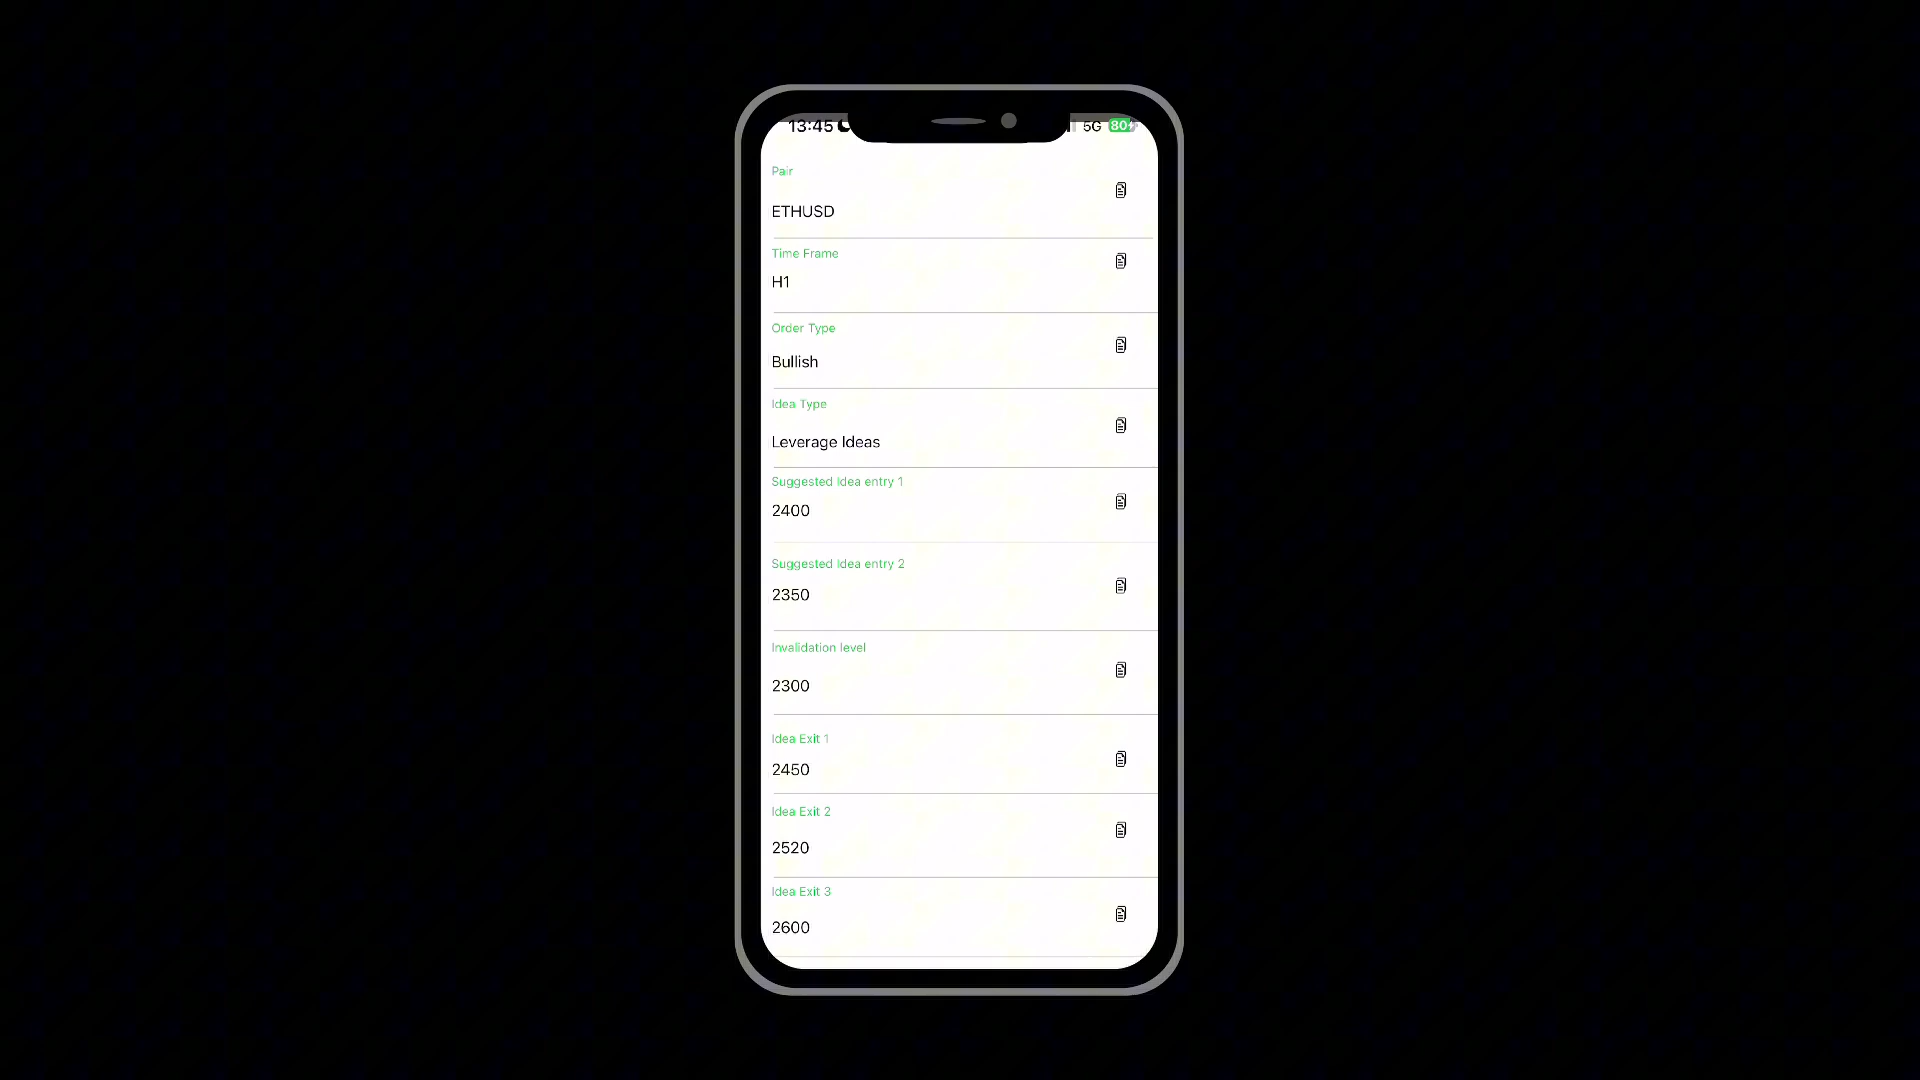 13:45 5G 80
Pair
ETHUSD
Time Frame
H1
Order Type
Bullish
Idea Type
Leverage Ideas
Suggested Idea entry 1
2400
Suggested Idea entry 2
2350
Invalidation level
2300
Idea Exit 1
2450
Idea Exit 2
2520
Idea Exit 3
2600